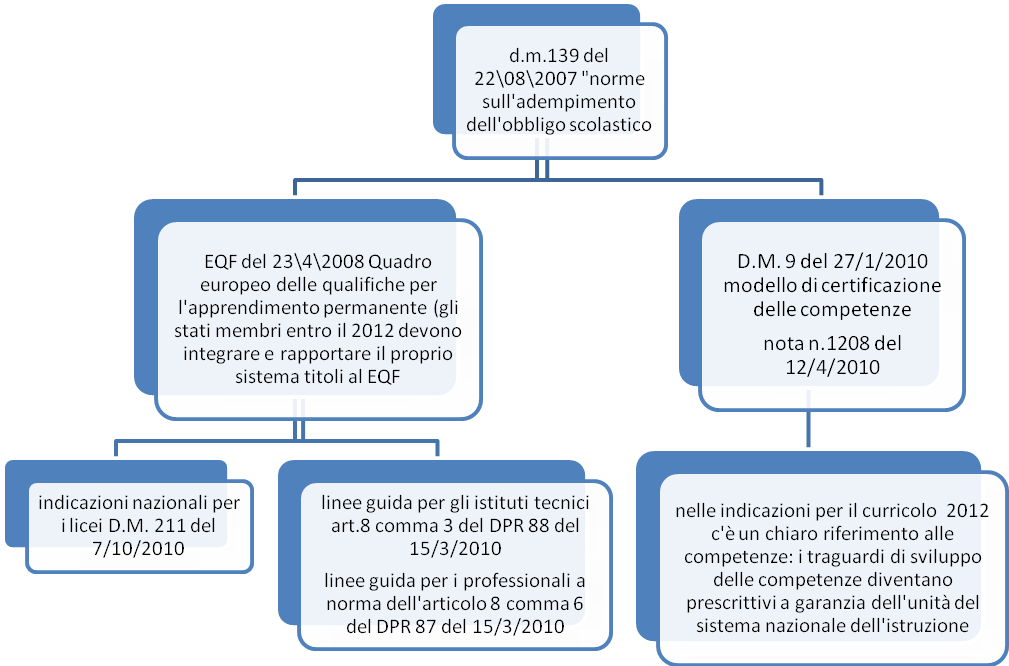 d.m.139 del
22\08\2007 "norme
sull'adempimento
dell'obbligo scolastico
EQF del 23\4\2008 Quadro
europeo delle qualifiche per
l'apprendimento permanente (gli
stati membri entro il 2012 devono
integrare e rapportare il proprio
sistema titoli al EQF
D.M. 9 del 27/1/2010
modello di certificazione
delle competenze
nota n.1208 del
12/4/2010
indicazioni nazionali per
i licei D.M. 211 del
7/10/2010
linee guida per gli istituti tecnici
art.8 comma 3 del DPR 88 del
15/3/2010
linee guida per i professionali a
norma dell'articolo 8 comma 6
del DPR 87 del 15/3/2010
nelle indicazioni per il curricolo 2012
c'è un chiaro riferimento alle
competenze: i traguardi di sviluppo
delle competenze diventano
prescrittivi a garanzia dell'unità del
sistema nazionale dell'istruzione